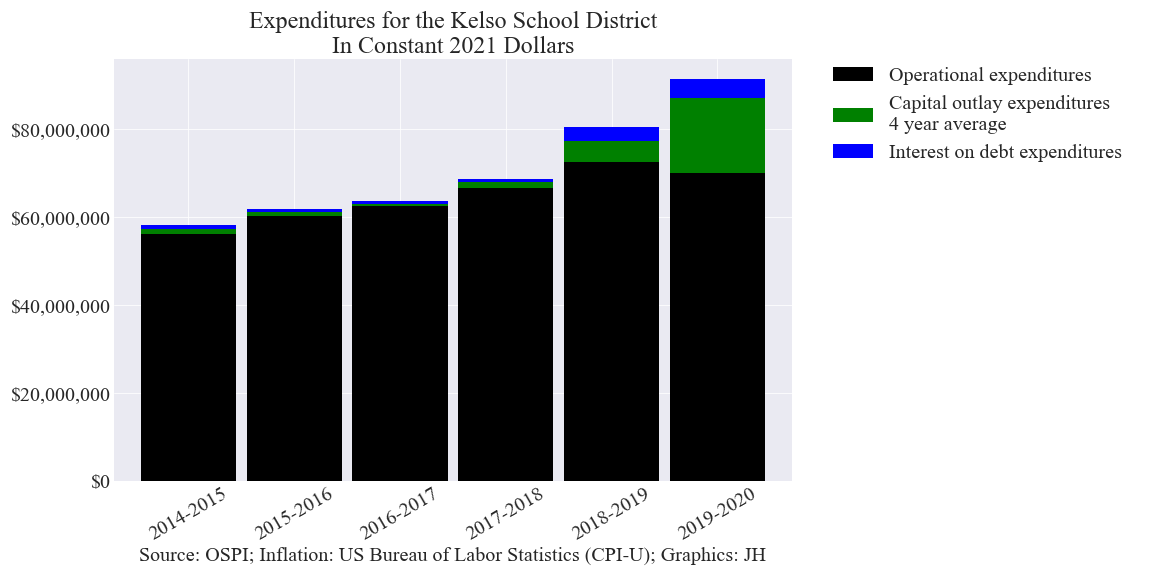 Expenditures for the Kelso School District
In Constant 2021 Dollars
Operational expenditures
Capital outlay expenditures
4 year average
Interest on debt expenditures
$80,000,000
$60,000,000
$40,000,000
$20,000,000
$0
2014-2015
2015-2016
2016-2017
2017-2018
2018-2019
2019-2020
Source: OSPI; Inflation: US Bureau of Labor Statistics (CPI-U); Graphics: JH